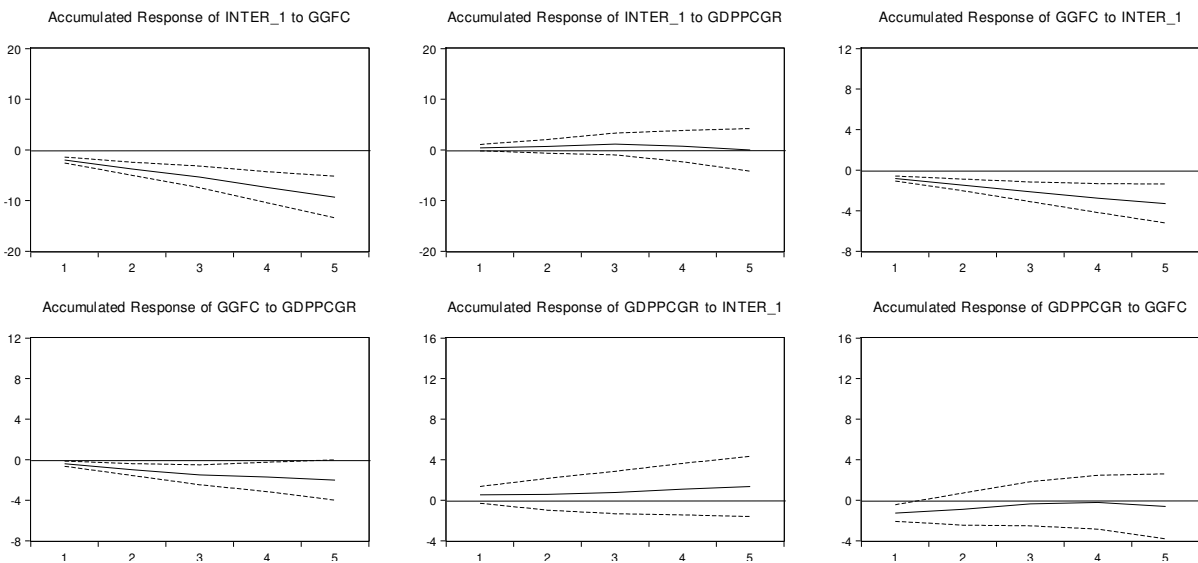 Accumulated Response of INTER_1 to GGFC
20
10
0
-10
-20
1 2 3 4 5
Accumulated Response of INTER_1 to GDPPCGR
20
10
0
-10
-20
1 2 3 4 5
Accumulated Response of GGFC to INTER_1
12
8
4
0
-4
-8
1 2 3 4 5
Accumulated Response of GGFC to GDPPCGR
12
8
4
0
-4
-8
1 2 3 4 5
Accumulated Response of GDPPCGR to INTER_1
16
12
8
4
0
-4
1 2 3 4 5
Accumulated Response of GDPPCGR to GGFC
16
12
8
4
0
-4
1 2 3 4 5